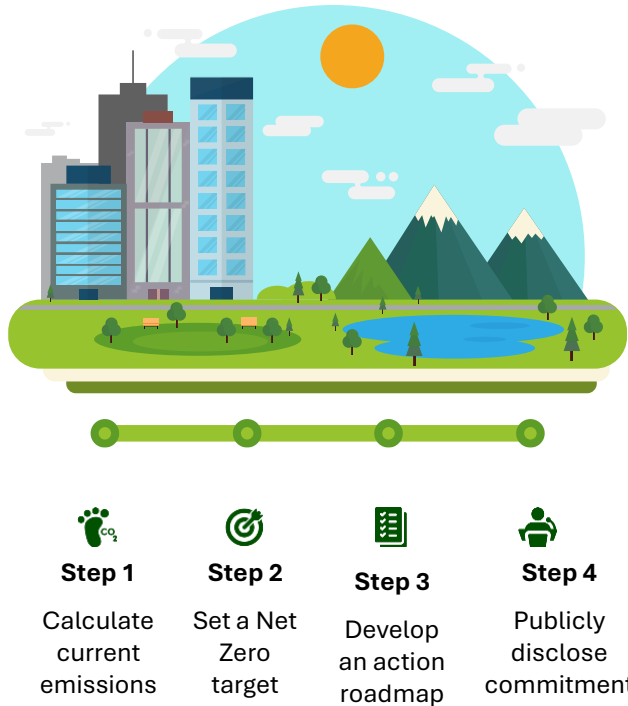 CO2
Step 1
Calculate
current
emissions
Step 2
Set a Net
Zero
target
Step 3
Develop
an action
roadmap
Step 4
Publicly
disclose
commitment